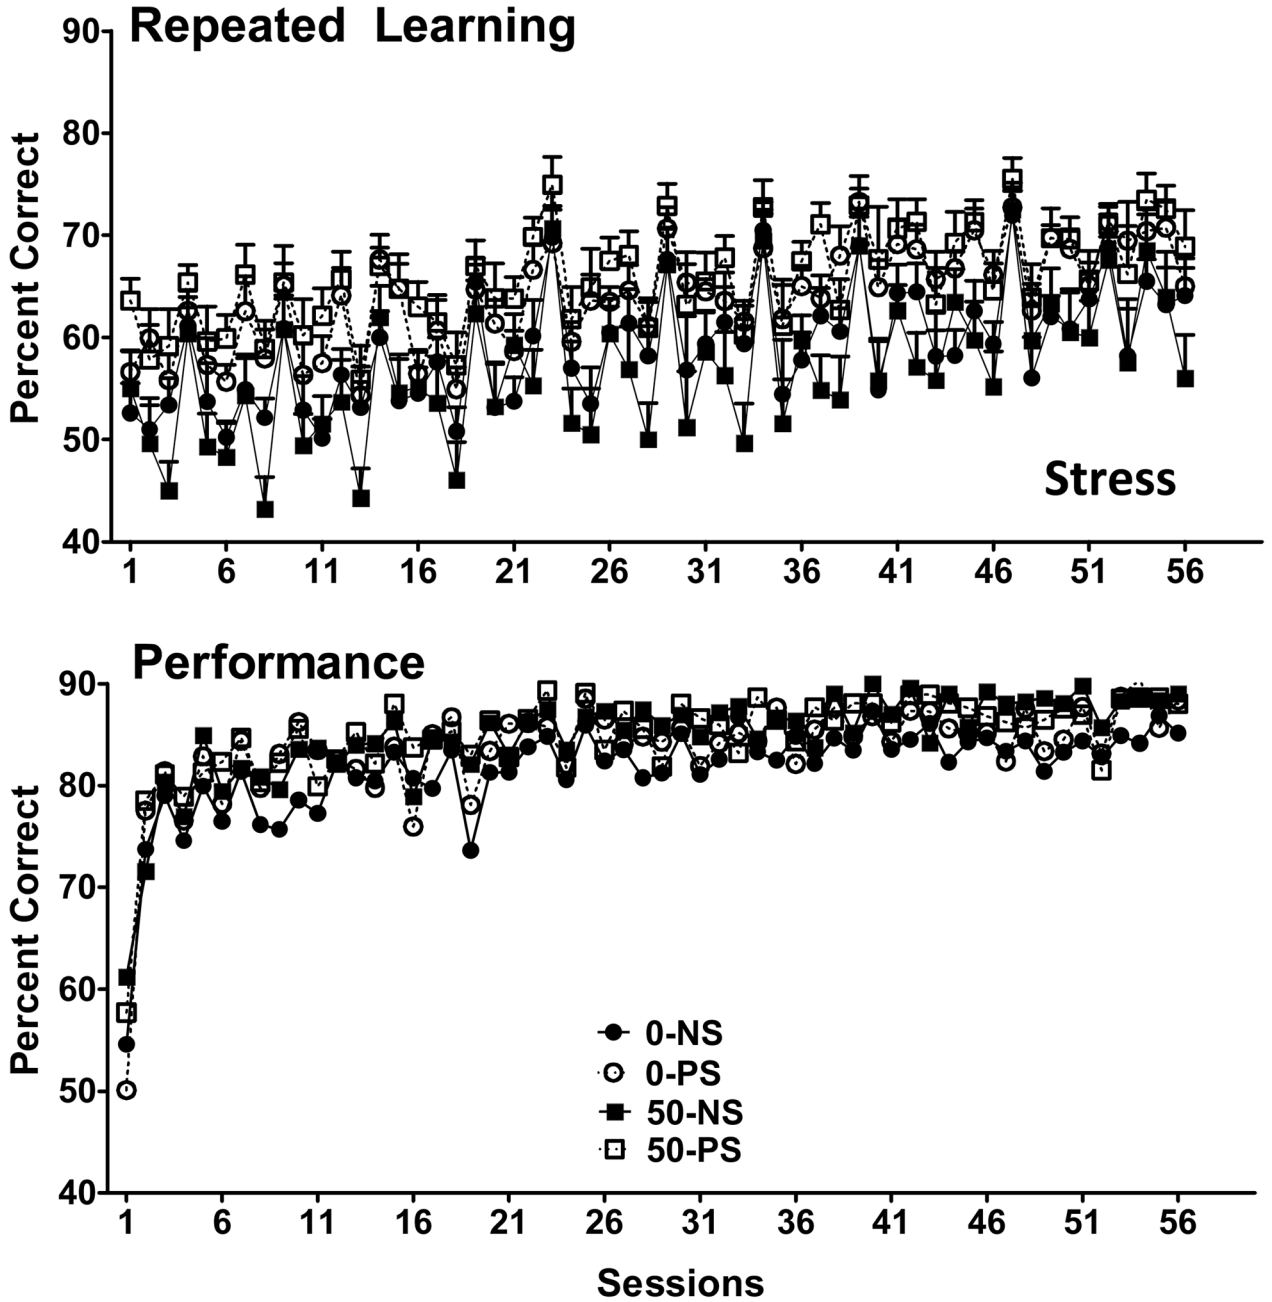 Repeated Learning
90
80
70
60
50
40
Percent Correct
Stress
1 6 11 16 21 26 31 36 41 46 51 56
Performance
90
80
70
60
50
40
Percent Correct
0-NS
0-PS
50-NS
50-PS
1 6 11 16 21 26 31 36 41 46 51 56
Sessions